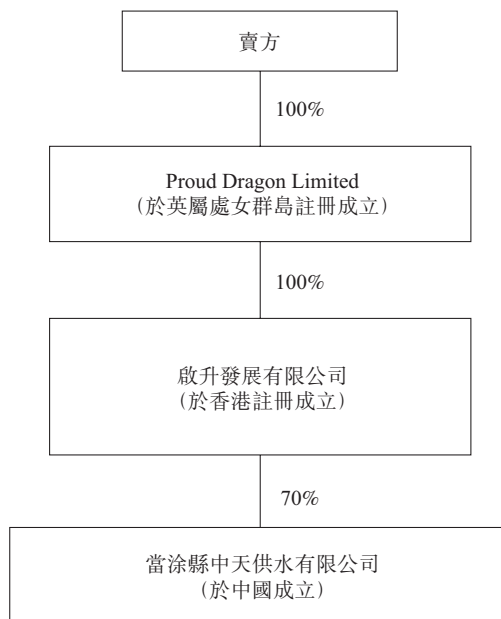 賣方
100%
Proud Dragon Limited
（於英屬處女群島註冊成立）
100%
啟升發展有限公司
（於香港註冊成立）
70%
當涂縣中天供水有限公司
（於中國成立）